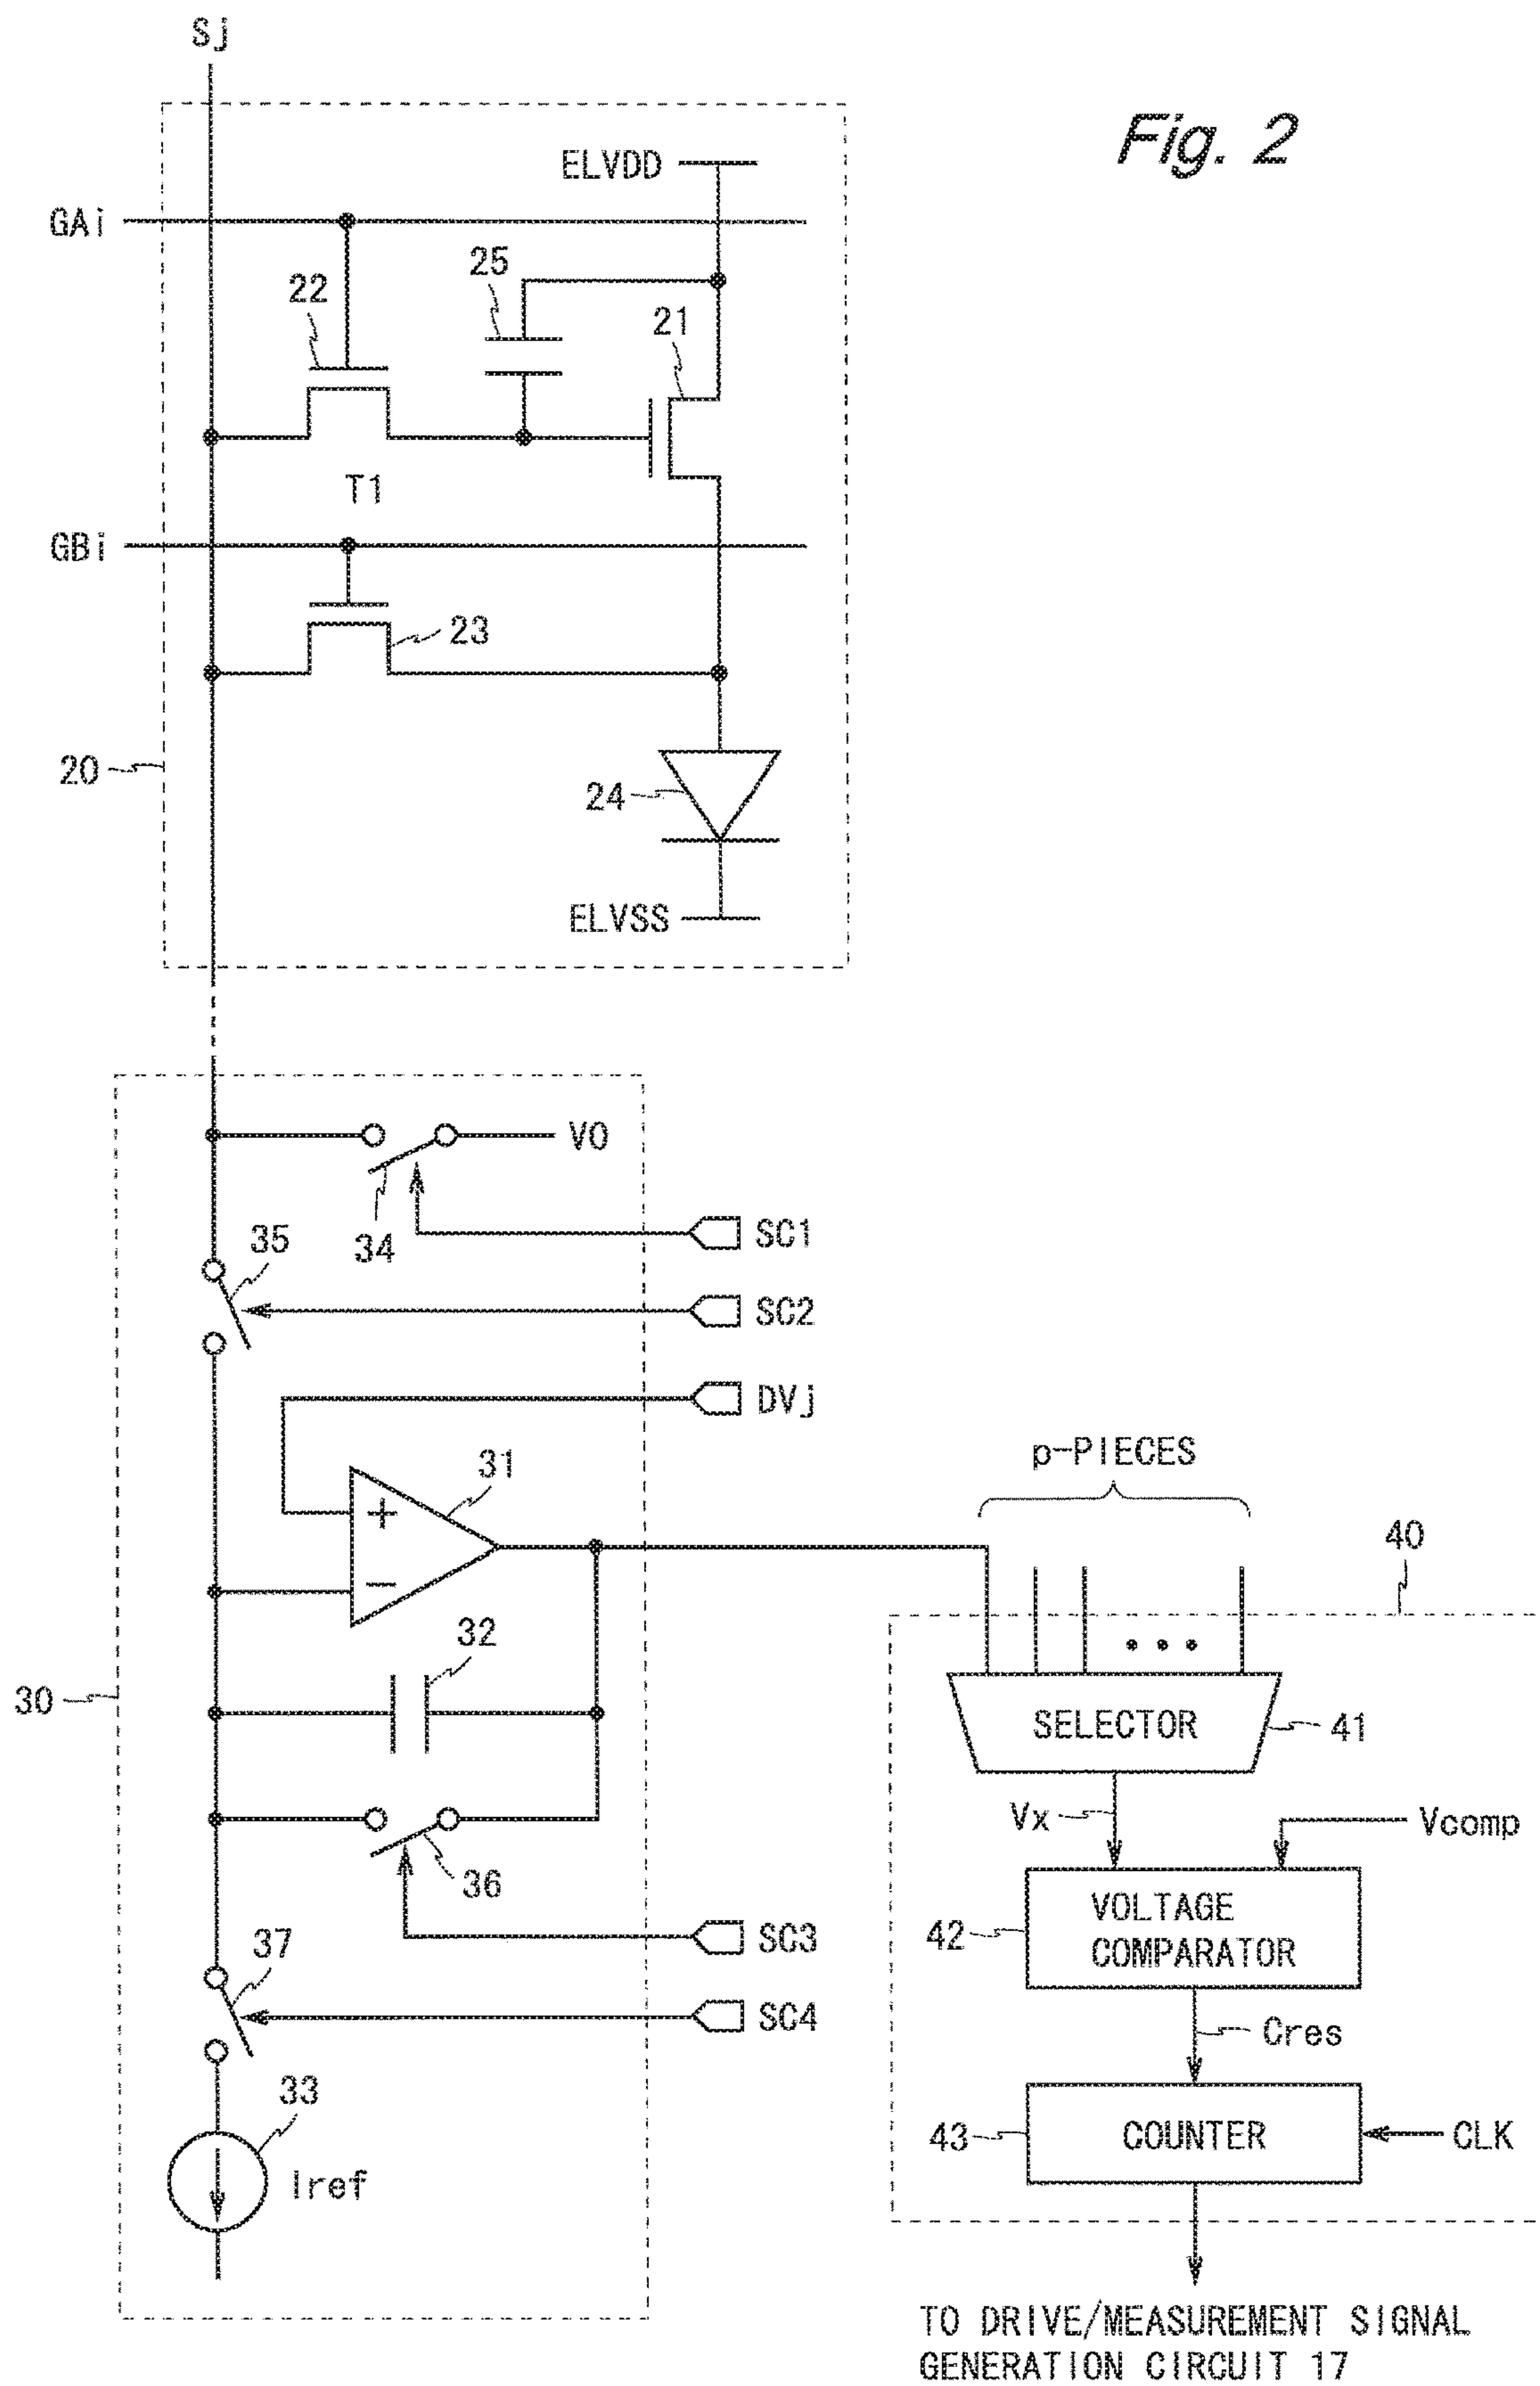 Sj
Fig. 2
ELVDD
GAi
25
22
21
T1
GBi
23
20
24
ELVSS
V0
34
SC1
35
SC2
DVj
31
p-PIECES
40
32
30
SELECTOR
41
Vx
Vcomp
36
42
VOLTAGE
COMPARATOR
SC3
37
SC4
Cres
33
43
COUNTER
CLK
Iref
TO DRIVE/MEASUREMENT SIGNAL
GENERATION CIRCUIT 17